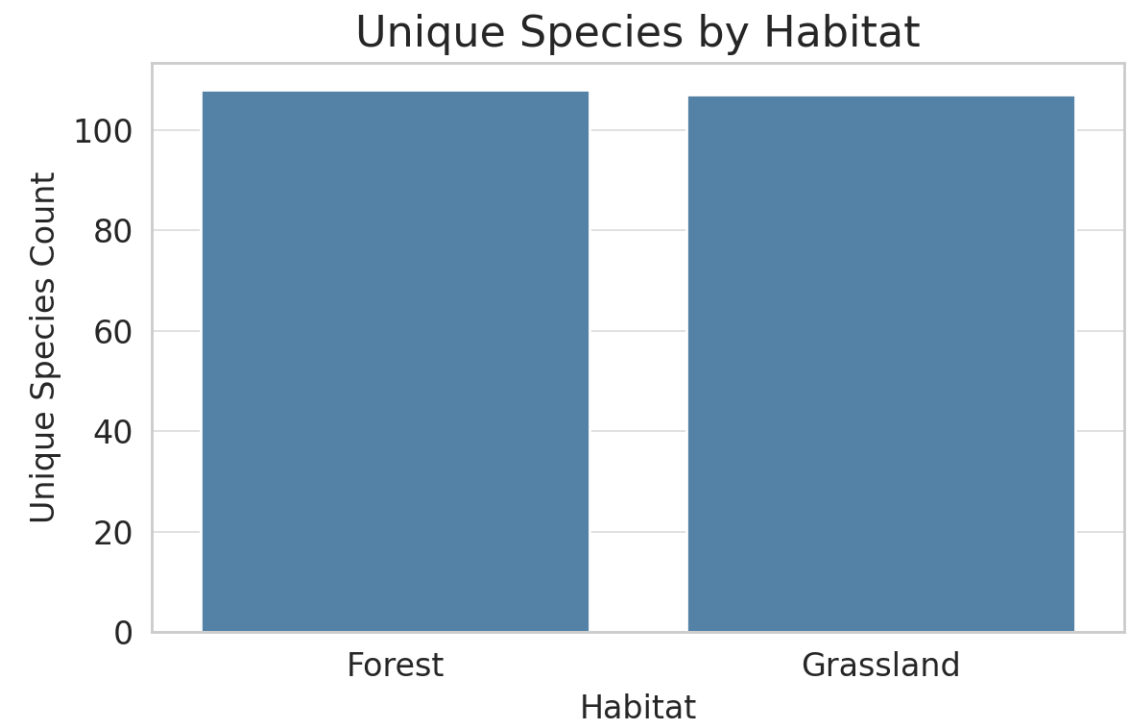 Unique Species by Habitat
Unique Species Count
100
80
60
40
20
0
Forest
Grassland
Habitat